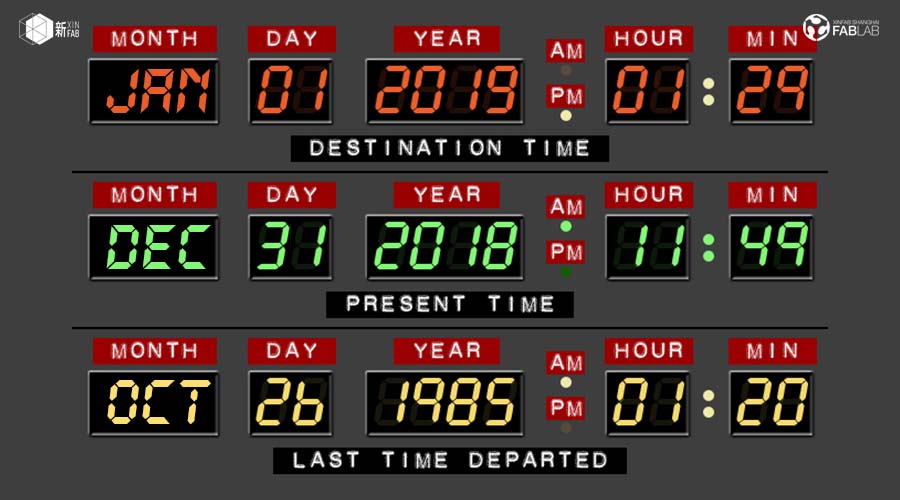 新 XIN FAB
XINFAB SHANGHAI
FABLAB
MONTH DAY YEAR AM HOUR MIN
JAN 01 2019 PM 01:29
DESTINATION TIME
MONTH DAY YEAR AM HOUR MIN
DEC 31 2018 PM 11:49
PRESENT TIME
MONTH DAY YEAR AM HOUR MIN
OCT 26 1985 PM 01:20
LAST TIME DEPARTED